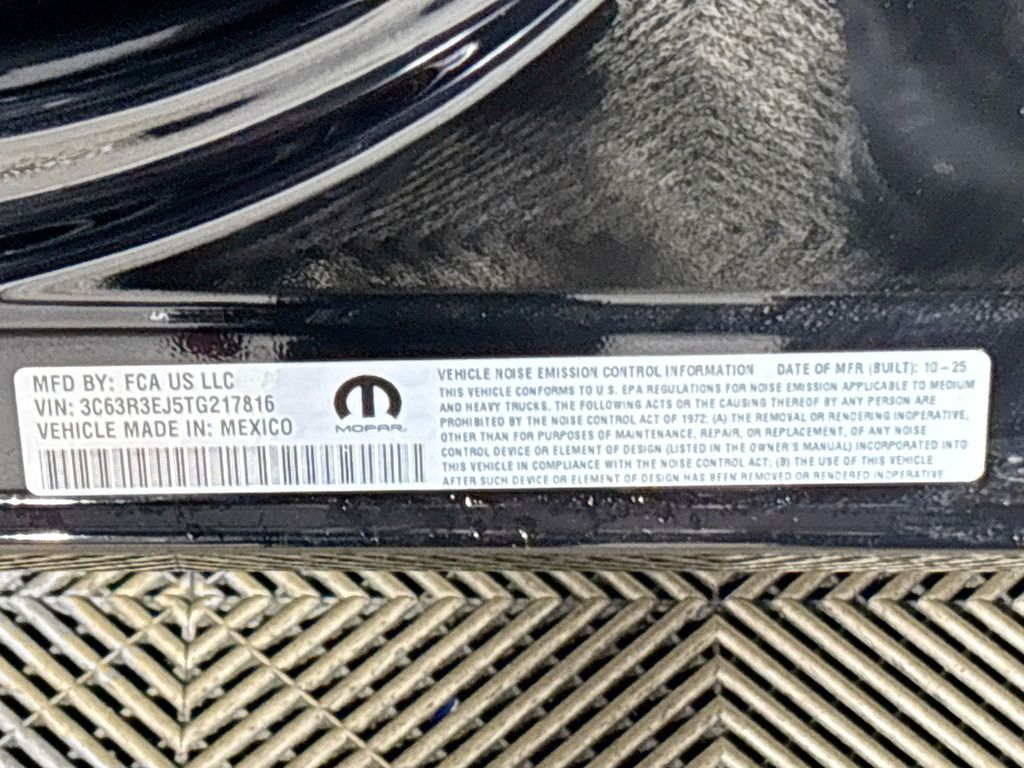 MFD BY: FCA US LLC
VIN: 3C63R3EJ5TG217816
VEHICLE MADE IN: MEXICO
MOPAR
VEHICLE NOISE EMISSION CONTROL INFORMATION DATE OF MFR (BUILT): 10-25
THIS VEHICLE CONFORMS TO U.S. EPA REGULATIONS FOR NOISE EMISSION APPLICABLE TO MEDIUM
AND HEAVY TRUCKS. THE FOLLOWING ACTS OR THE CAUSING THEREOF BY ANY PERSON ARE
PROHIBITED BY THE NOISE CONTROL ACT OF 1972: (A) THE REMOVAL OR RENDERING INOPERATIVE,
OTHER THAN FOR PURPOSES OF MAINTENANCE, REPAIR, OR REPLACEMENT, OF ANY NOISE
CONTROL DEVICE OR ELEMENT OF DESIGN (LISTED IN THE OWNER'S MANUAL) INCORPORATED INTO
THIS VEHICLE IN COMPLIANCE WITH THE NOISE CONTROL ACT; (B) THE USE OF THIS VEHICLE
AFTER SUCH DEVICE OR ELEMENT OF DESIGN HAS BEEN REMOVED OR RENDERED INOPERATIVE